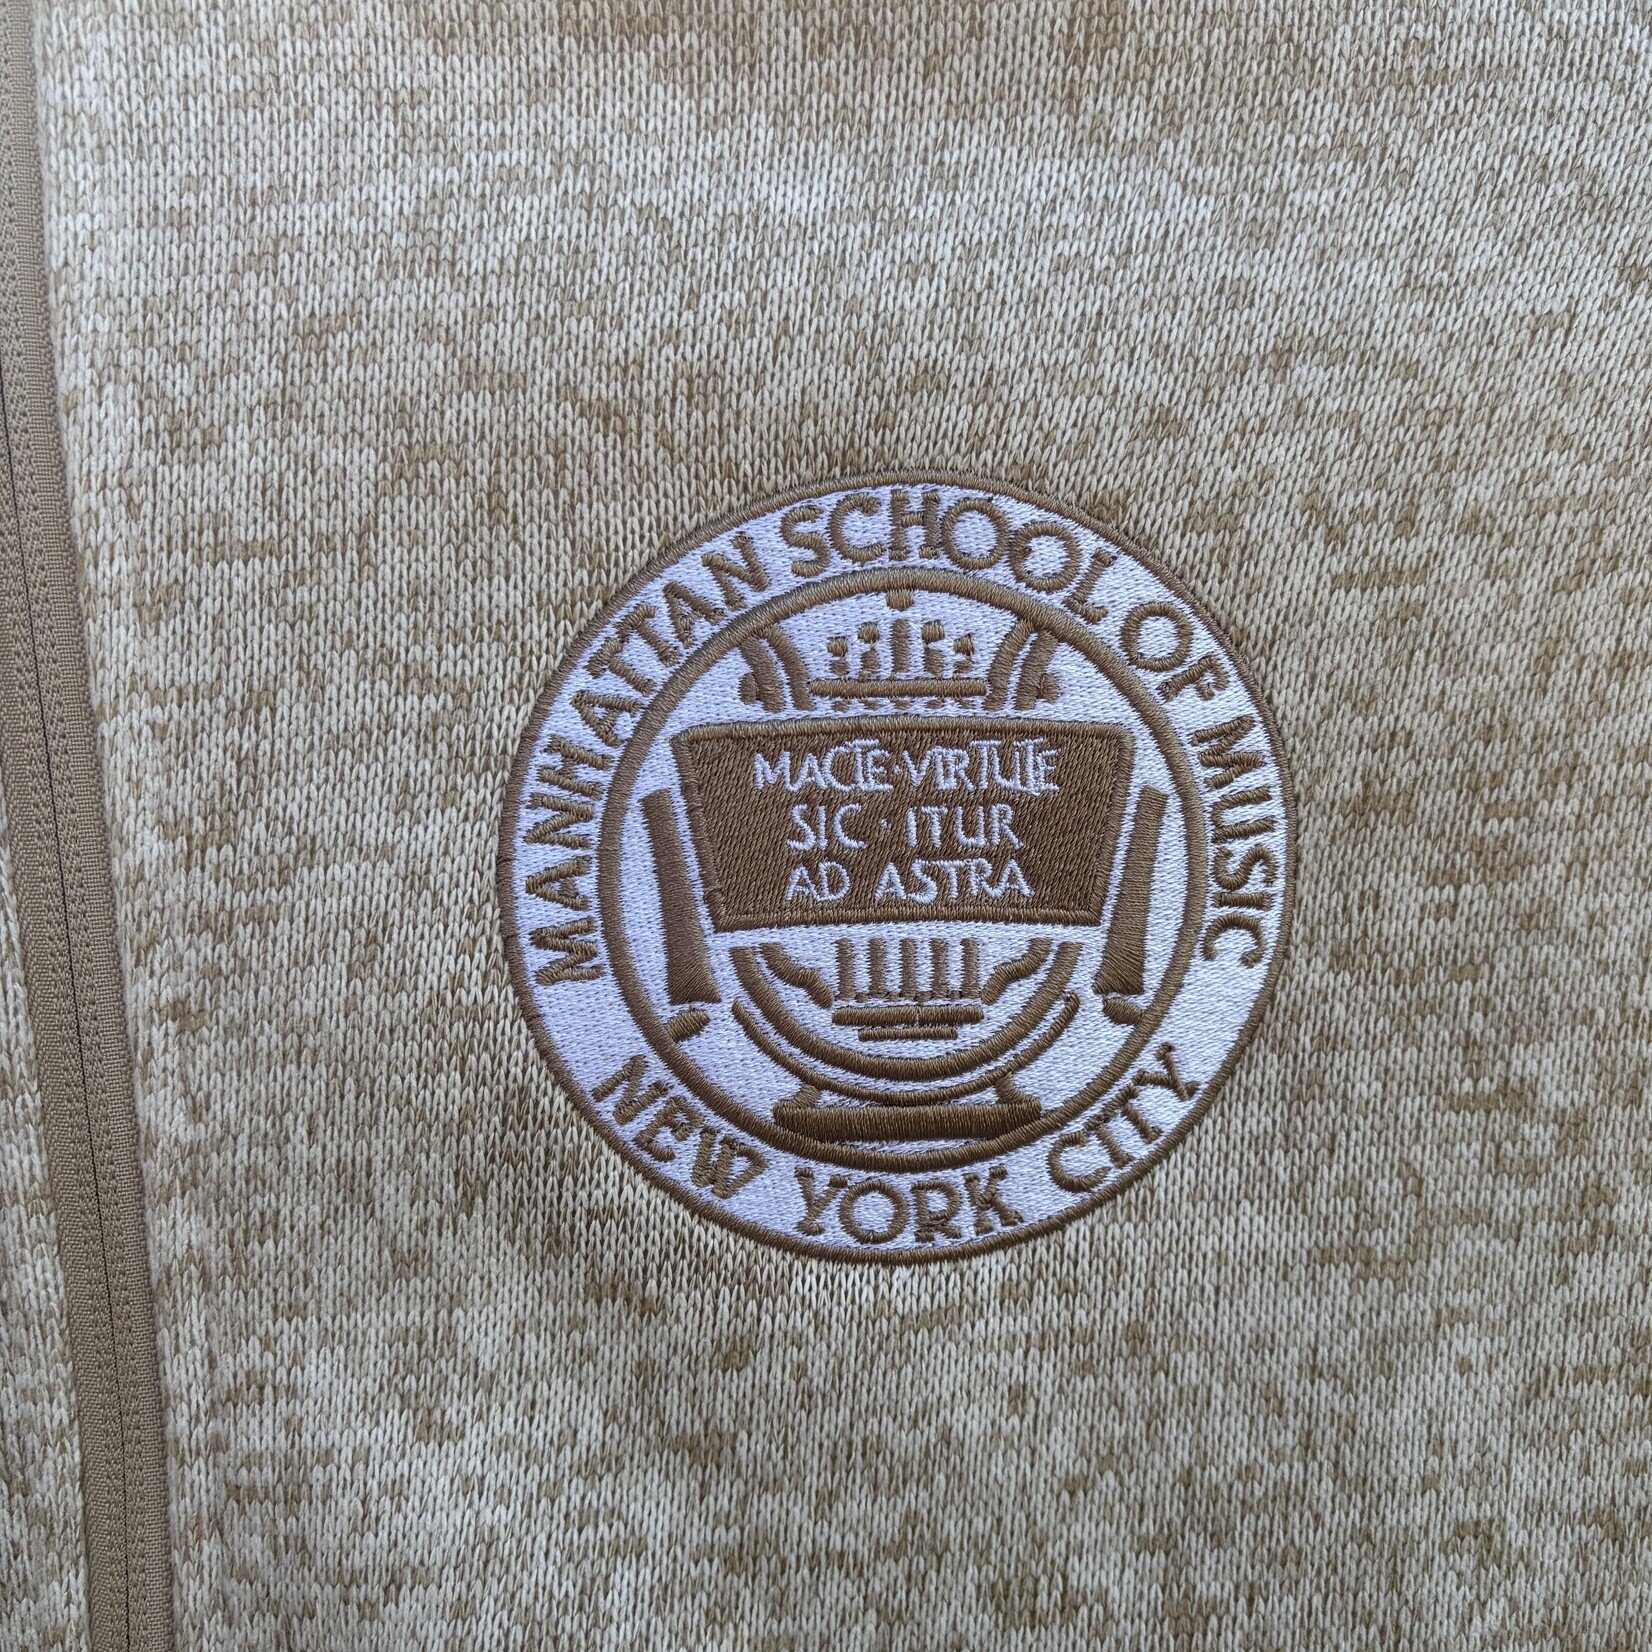 MANHATTAN SCHOOL OF MUSIC
MACTE·VIRTUTE
SIC · ITUR
AD ASTRA
NEW YORK CITY